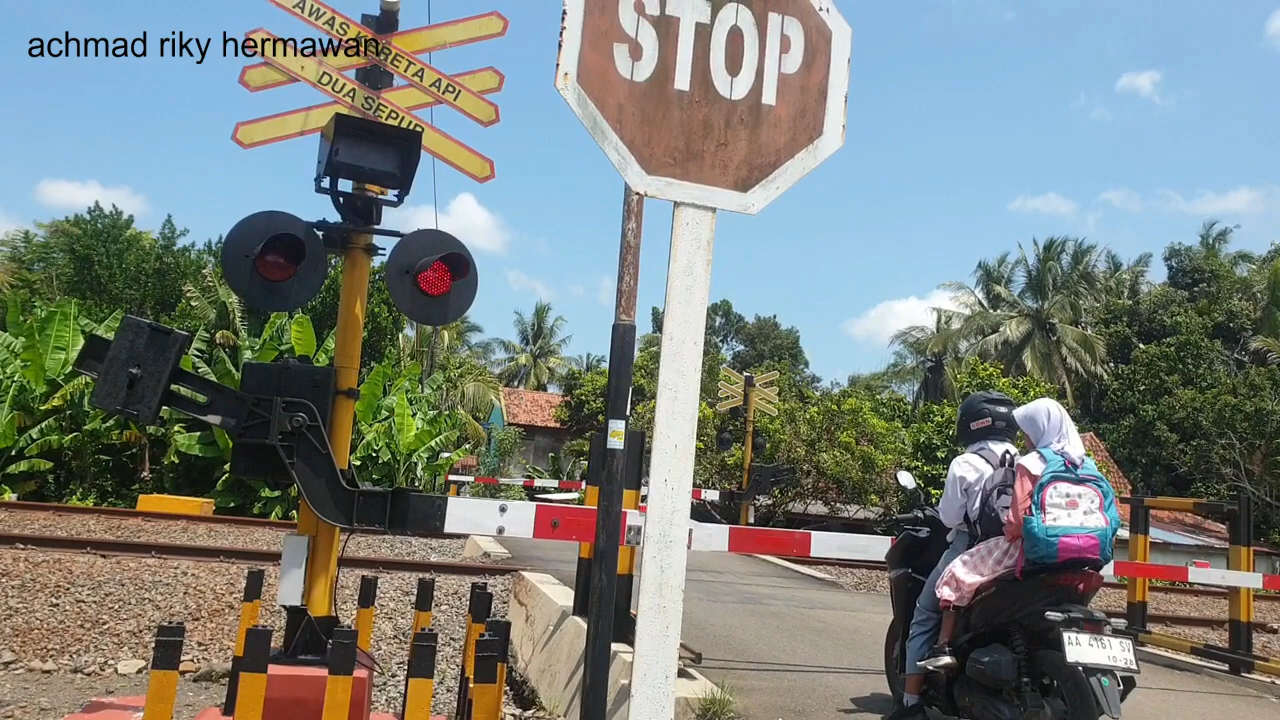 achmad riky hermawan
AWAS KERETA API
DUA SEPUR
STOP
AA 4161 SV
10-28